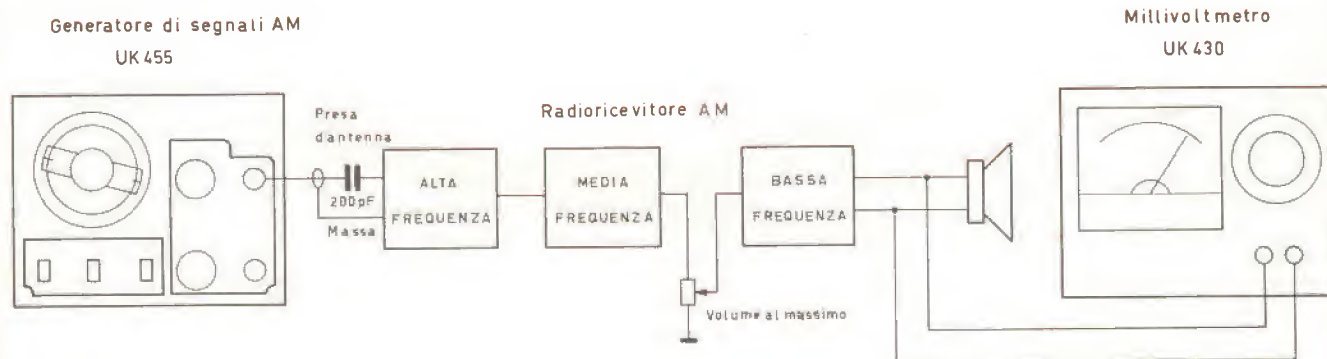 Generatore di segnali AM
UK 455
Millivoltmetro
UK 430
Presa
dantenna
200pF
Massa
Radioricevitore AM
ALTA
FREQUENZA
MEDIA
FREQUENZA
BASSA
FREQUENZA
Volume al massimo